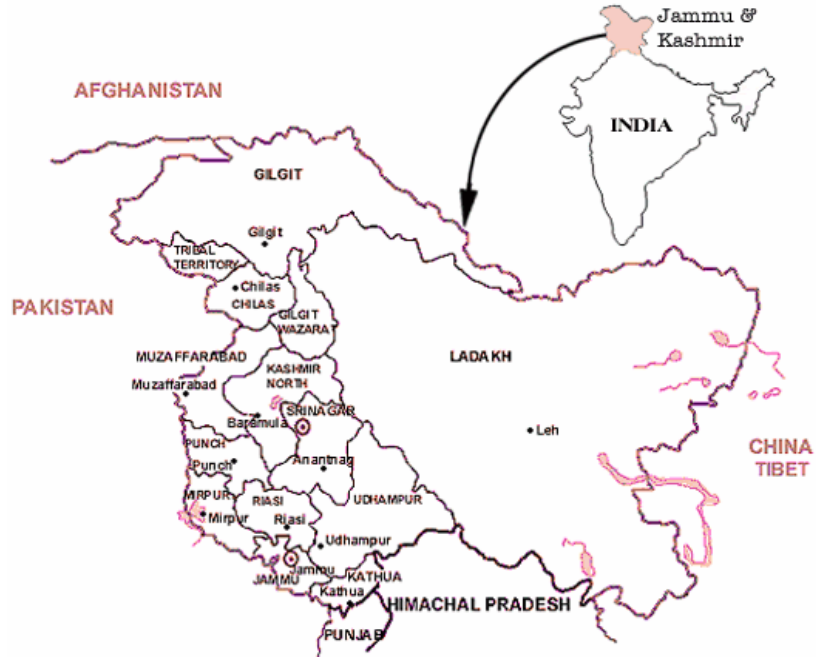 Jammu &
Kashmir
AFGHANISTAN
INDIA
GILGIT
Gilgit
TRIBAL
TERRITORY
Chilas
CHILAS
PAKISTAN
GILGIT
WAZARAT
MUZAFFARABAD
LADAKH
KASHMIR
NORTH
Muzaffarabad
SRINAGAR
Baramula
Leh
PUNCH
CHINA
TIBET
Anantnag
Punch
MIRPUR
RIASI
UDHAMPUR
Mirpur
Riasi
Udhampur
Jammu
JAMMU
KATHUA
Kathua
HIMACHAL PRADESH
PUNJAB